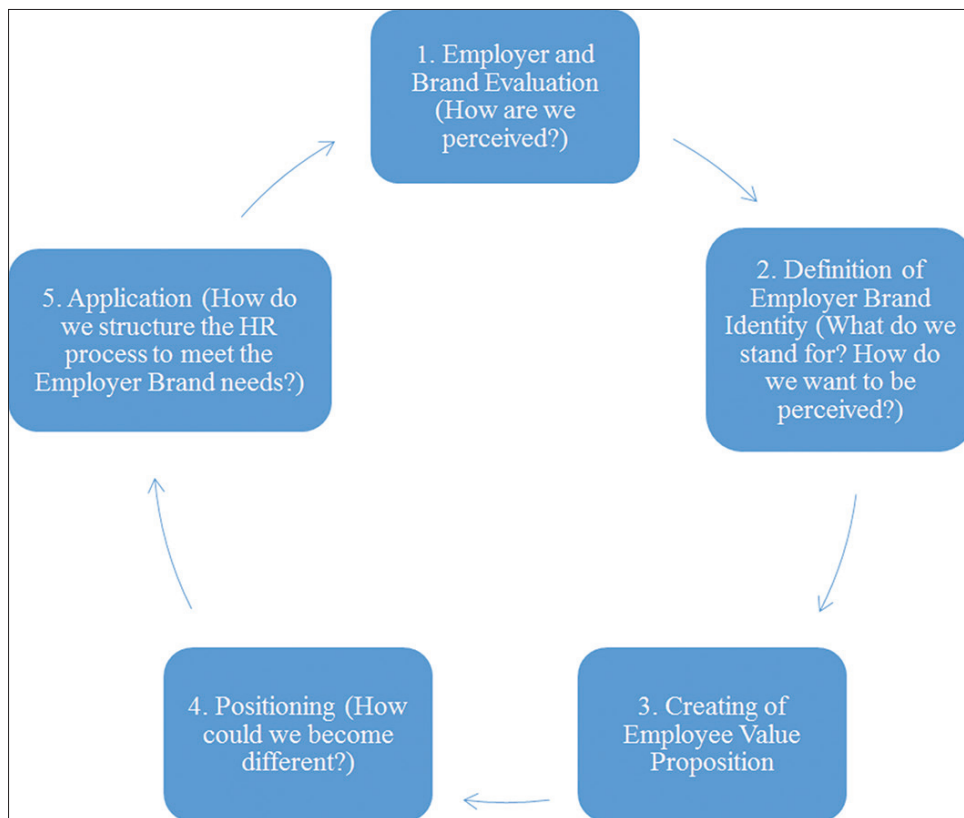 1. Employer and
Brand Evaluation
(How are we
perceived?)
2. Definition of
Employer Brand
Identity (What do we
stand for? How do
we want to be
perceived?)
3. Creating of
Employee Value
Proposition
4. Positioning (How
could we become
different?)
5. Application (How do
we structure the HR
process to meet the
Employer Brand needs?)